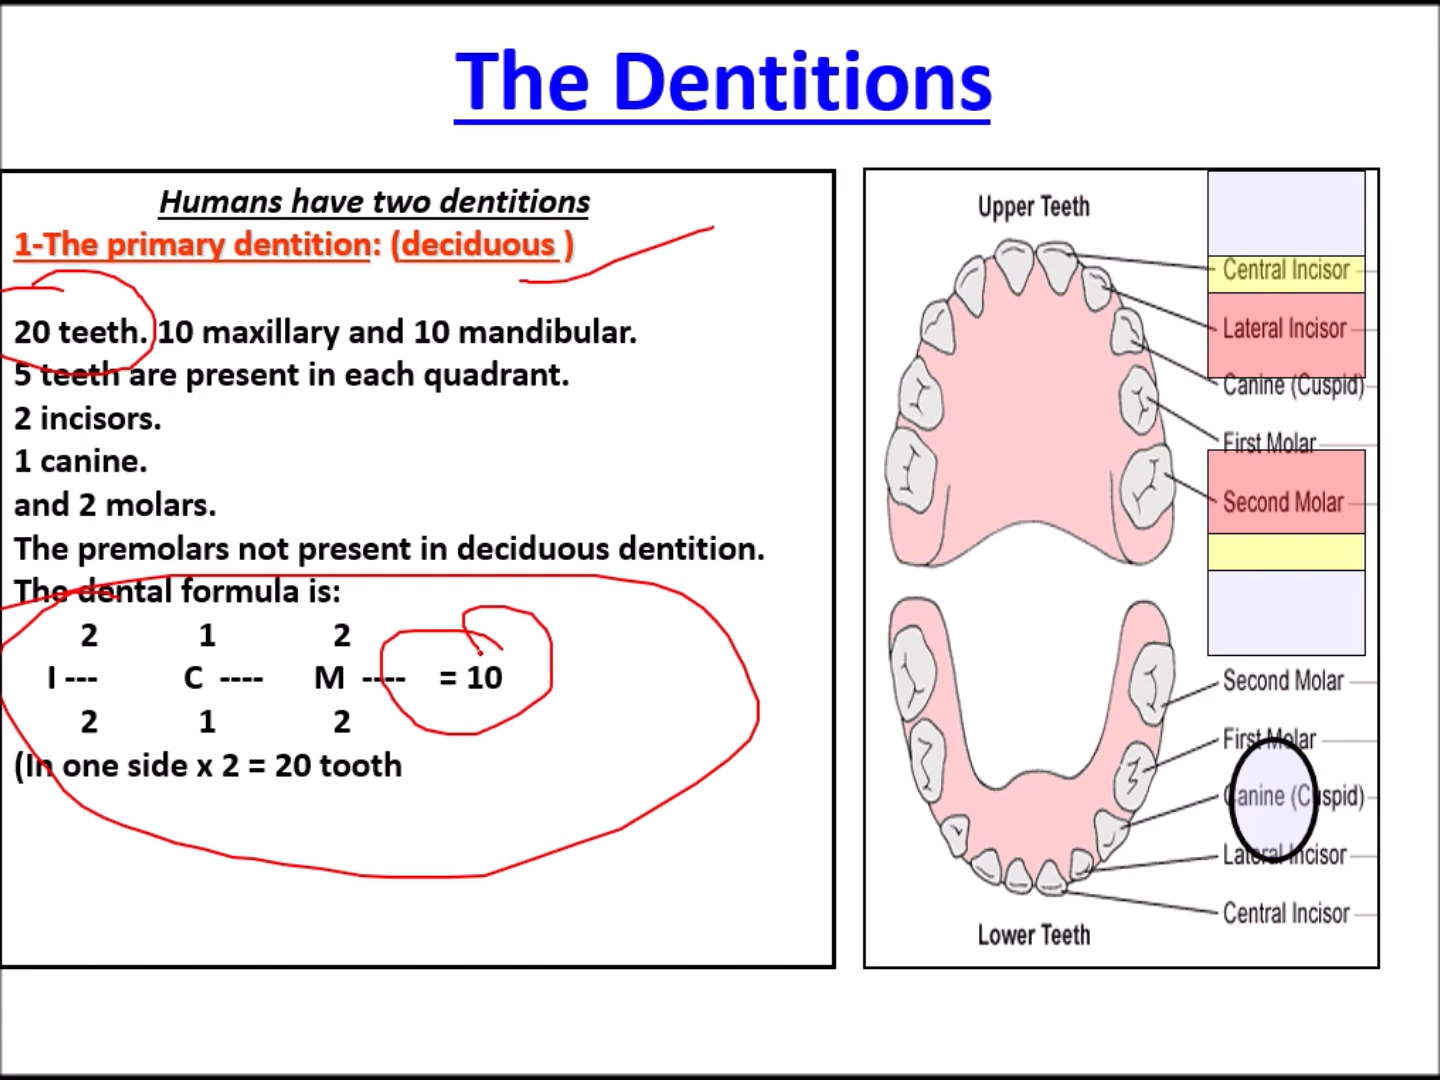 The Dentitions
Humans have two dentitions
1-The primary dentition: (deciduous )
20 teeth. 10 maxillary and 10 mandibular.
5 teeth are present in each quadrant.
2 incisors.
1 canine.
and 2 molars.
The premolars not present in deciduous dentition.
The dental formula is:
2 1 2
I --- C ---- M ---- = 10
2 1 2
(In one side x 2 = 20 tooth
Upper Teeth
Central Incisor
Lateral Incisor
Canine (Cuspid)
First Molar
Second Molar
Second Molar
First Molar
Canine (Cuspid)
Lateral Incisor
Central Incisor
Lower Teeth